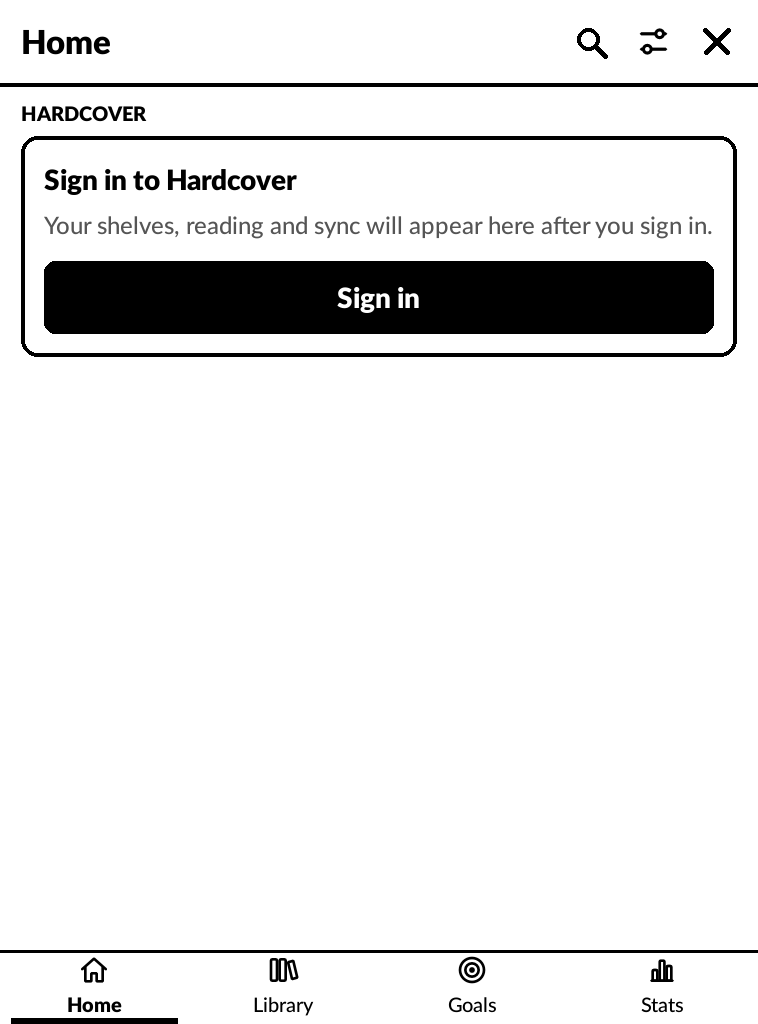 Home
HARDCOVER
Sign in to Hardcover
Your shelves, reading and sync will appear here after you sign in.
Sign in
Home
Library
Goals
Stats